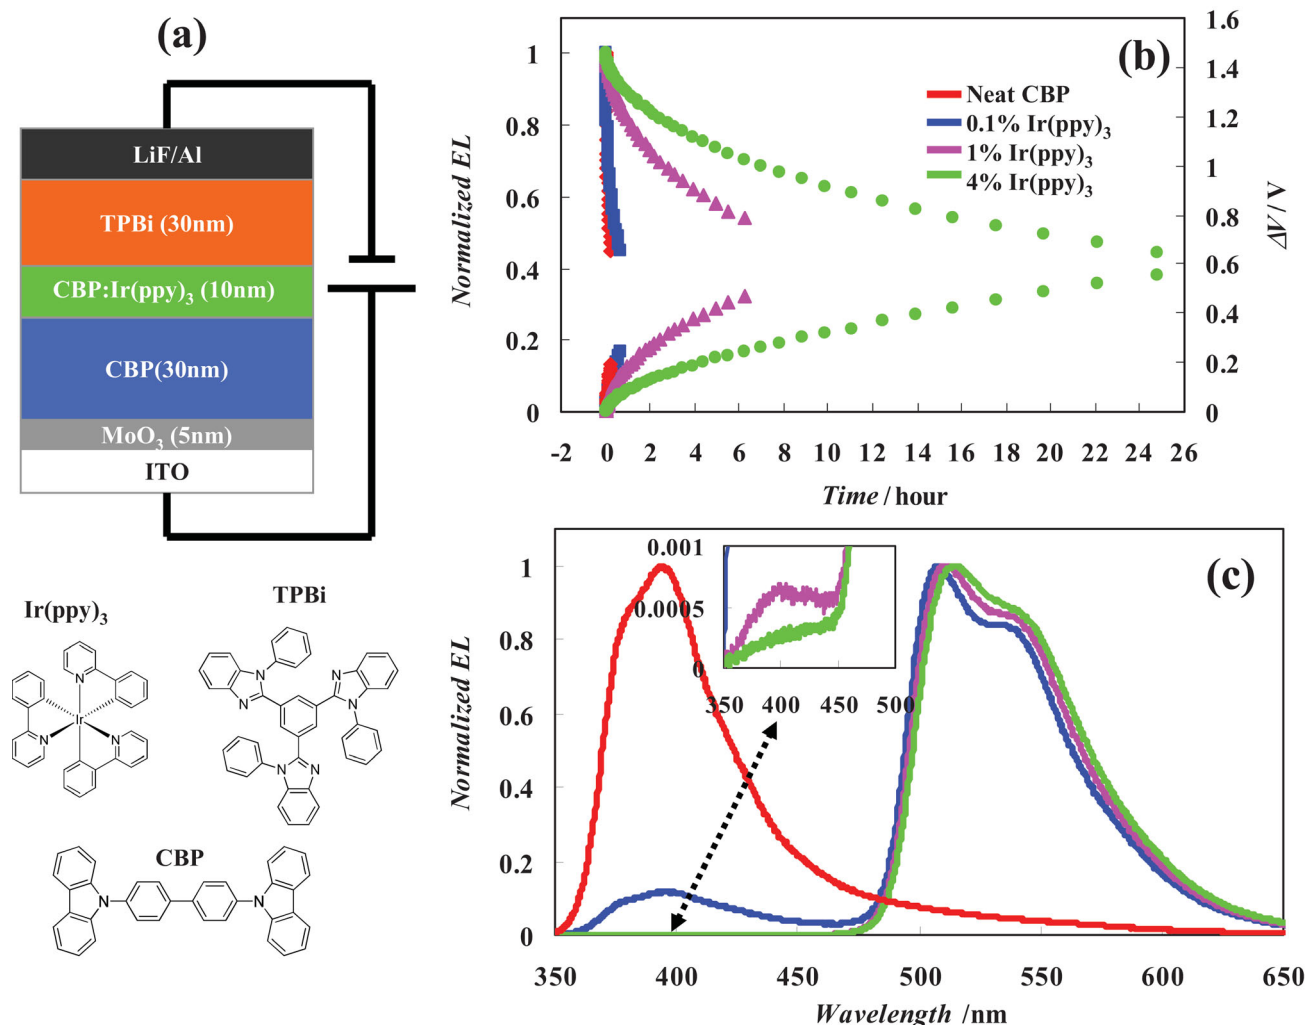 (a)
LiF/Al
TPBi (30nm)
CBP:Ir(ppy)₃ (10nm)
CBP(30nm)
MoO₃ (5nm)
ITO
Ir(ppy)₃
TPBi
CBP
N
Ir
N
N
N
N
N
N
N
N
N
N
(b)
Normalized EL
1
0.8
0.6
0.4
0.2
0
ΔV / V
1.6
1.4
1.2
1
0.8
0.6
0.4
0.2
0
Neat CBP
0.1% Ir(ppy)₃
1% Ir(ppy)₃
4% Ir(ppy)₃
-2 0 2 4 6 8 10 12 14 16 18 20 22 24 26
Time / hour
(c)
Normalized EL
1
0.8
0.6
0.4
0.2
0
0.001
0.0005
0
350 400 450 500
350 400 450 500 550 600 650
Wavelength /nm